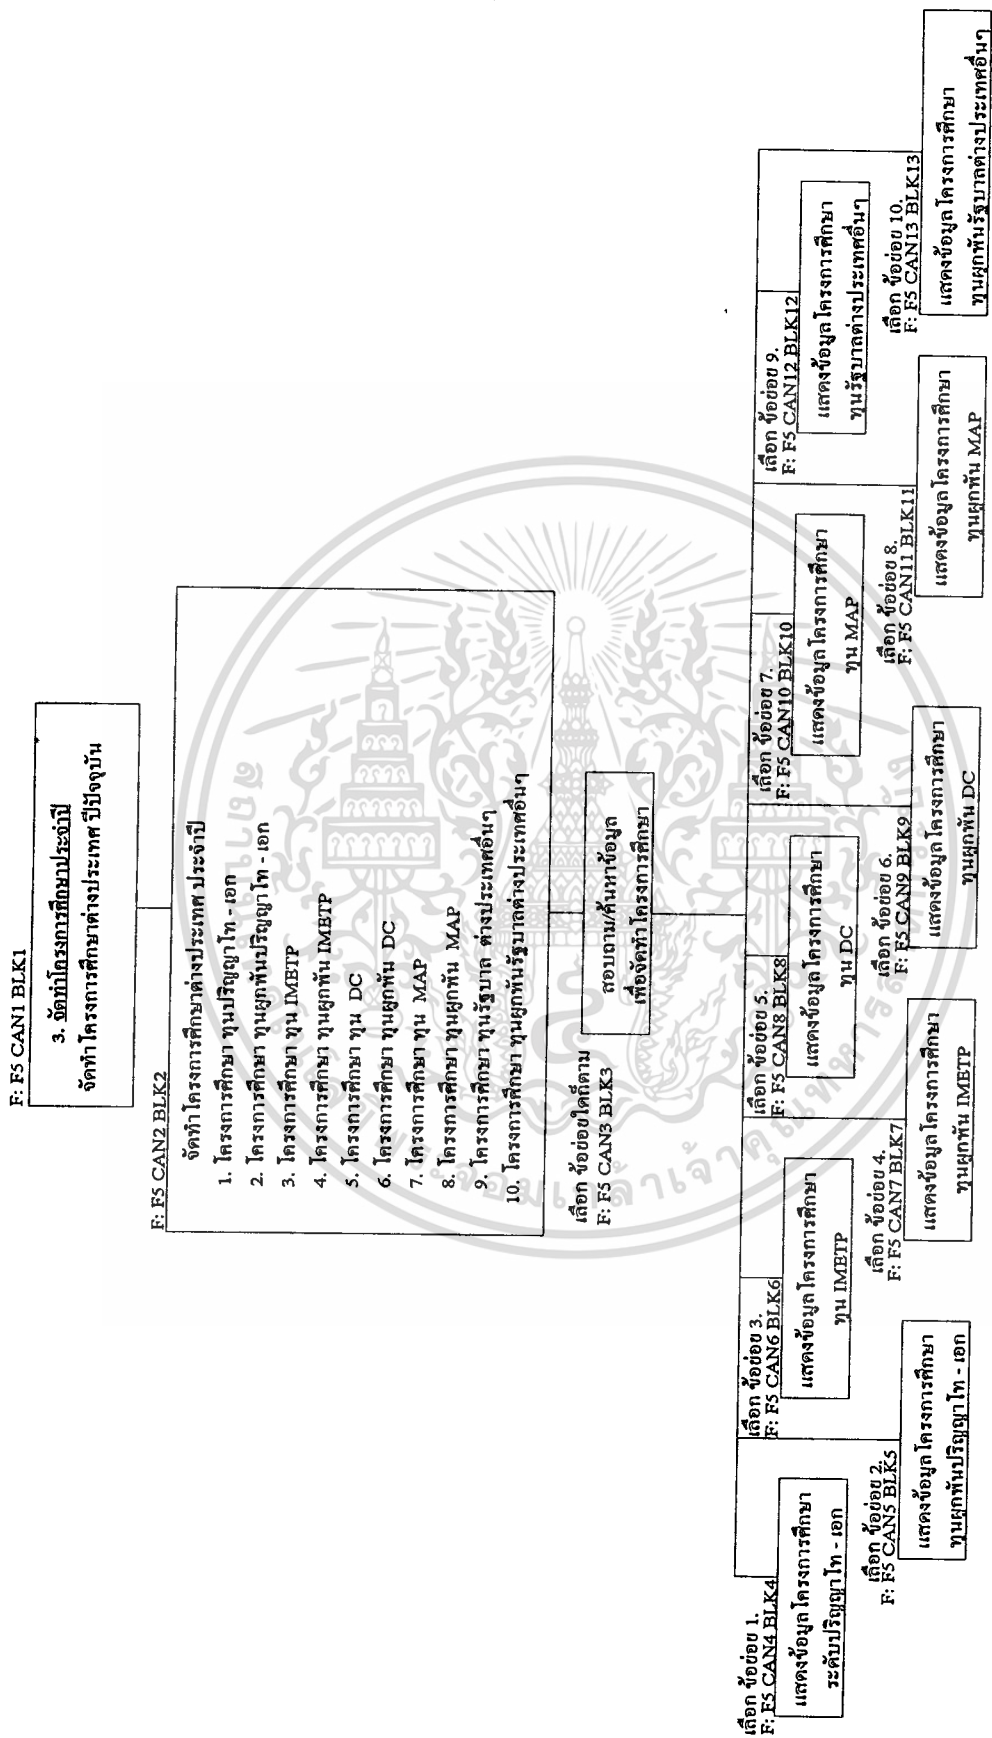 F: F5 CAN1 BLK1
3. จัดทำโครงการศึกษาประจำปี
จัดทำโครงการศึกษาต่างประเทศ ปีปัจจุบัน
F: F5 CAN2 BLK2
จัดทำโครงการศึกษาต่างประเทศ ประจำปี
1. โครงการศึกษา ทุนปริญญาโท - เอก
2. โครงการศึกษา ทุนผูกพันปริญญาโท - เอก
3. โครงการศึกษา ทุน IMETP
4. โครงการศึกษา ทุนผูกพัน IMETP
5. โครงการศึกษา ทุน DC
6. โครงการศึกษา ทุนผูกพัน DC
7. โครงการศึกษา ทุน MAP
8. โครงการศึกษา ทุนผูกพัน MAP
9. โครงการศึกษา ทุนรัฐบาล ต่างประเทศอื่นๆ
10. โครงการศึกษา ทุนผูกพันรัฐบาลต่างประเทศอื่นๆ
เลือก ข้อย่อยใดก็ตาม
F: F5 CAN3 BLK3
สอบถาม/ค้นหาข้อมูล
เพื่อจัดทำโครงการศึกษา
เลือก ข้อย่อย 1.
F: F5 CAN4 BLK4
แสดงข้อมูลโครงการศึกษา
ระดับปริญญาโท - เอก
เลือก ข้อย่อย 2.
F: F5 CAN5 BLK5
แสดงข้อมูลโครงการศึกษา
ทุนผูกพันปริญญาโท - เอก
เลือก ข้อย่อย 3.
F: F5 CAN6 BLK6
แสดงข้อมูลโครงการศึกษา
ทุน IMETP
เลือก ข้อย่อย 4.
F: F5 CAN7 BLK7
แสดงข้อมูลโครงการศึกษา
ทุนผูกพัน IMETP
เลือก ข้อย่อย 5.
F: F5 CAN8 BLK8
แสดงข้อมูลโครงการศึกษา
ทุน DC
เลือก ข้อย่อย 6.
F: F5 CAN9 BLK9
แสดงข้อมูลโครงการศึกษา
ทุนผูกพัน DC
เลือก ข้อย่อย 7.
F: F5 CAN10 BLK10
แสดงข้อมูลโครงการศึกษา
ทุน MAP
เลือก ข้อย่อย 8.
F: F5 CAN11 BLK11
แสดงข้อมูลโครงการศึกษา
ทุนผูกพัน MAP
เลือก ข้อย่อย 9.
F: F5 CAN12 BLK12
แสดงข้อมูลโครงการศึกษา
ทุนรัฐบาลต่างประเทศอื่นๆ
เลือก ข้อย่อย 10.
F: F5 CAN13 BLK13
แสดงข้อมูลโครงการศึกษา
ทุนผูกพันรัฐบาลต่างประเทศอื่นๆ